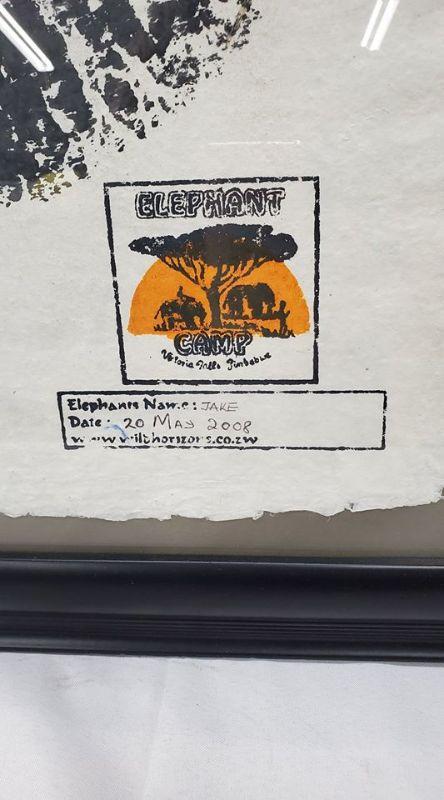 ELEPHANT
CAMP
Victoria Falls Zimbabwe
Elephants Name: JAKE
Date: 20 May 2008
www.wildhorizons.co.zw